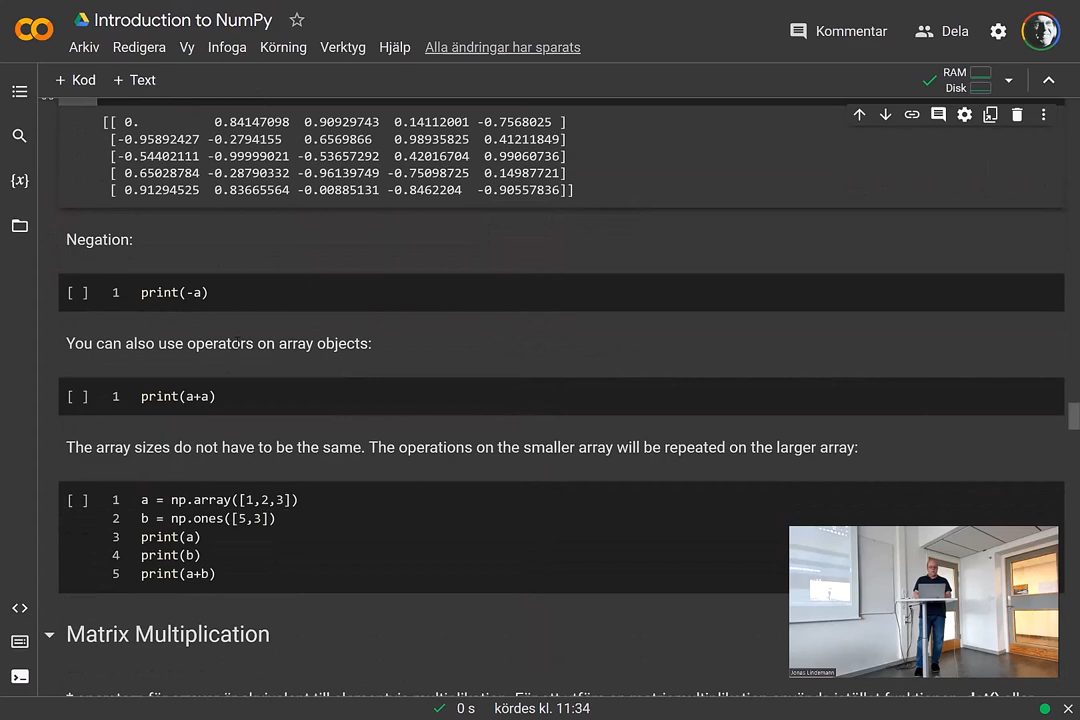 Introduction to NumPy
Kommentar
Dela
Arkiv Redigera Vy Infoga Körning Verktyg Hjälp Alla ändringar har sparats
+ Kod + Text
RAM
Disk
[[ 0. 0.84147098 0.90929743 0.14112001 -0.7568025 ]
[-0.95892427 -0.2794155 0.6569866 0.98935825 0.41211849]
[-0.54402111 -0.99999021 -0.53657292 0.42016704 0.99060736]
[ 0.65028784 -0.28790332 -0.96139749 -0.75098725 0.14987721]
[ 0.91294525 0.83665564 -0.00885131 -0.8462204 -0.90557836]]
Negation:
[ ] 1 print(-a)
You can also use operators on array objects:
[ ] 1 print(a+a)
The array sizes do not have to be the same. The operations on the smaller array will be repeated on the larger array:
[ ] 1 a = np.array([1,2,3])
2 b = np.ones([5,3])
3 print(a)
4 print(b)
5 print(a+b)
Jonas Lindemann
Matrix Multiplication
0 s kördes kl. 11:34